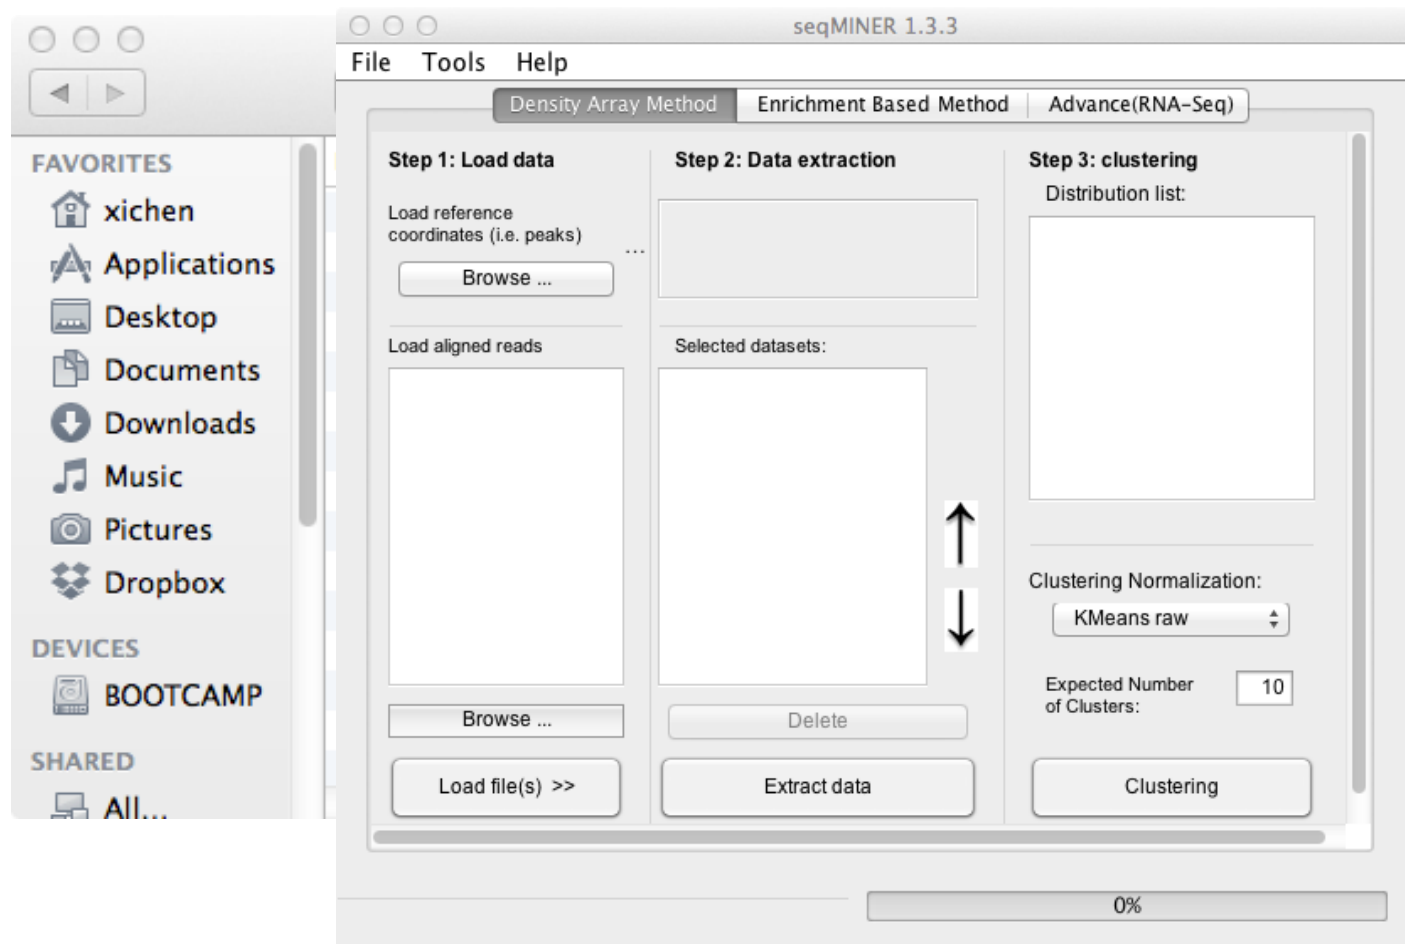 FAVORITES
xichen
Applications
Desktop
Documents
Downloads
Music
Pictures
Dropbox
DEVICES
BOOTCAMP
SHARED
All...
seqMINER 1.3.3
File Tools Help
Density Array Method Enrichment Based Method Advance(RNA-Seq)
Step 1: Load data
Load reference
coordinates (i.e. peaks)
...
Browse ...
Load aligned reads
Browse ...
Load file(s) >>
Step 2: Data extraction
Selected datasets:
Delete
Extract data
Step 3: clustering
Distribution list:
Clustering Normalization:
KMeans raw
Expected Number
of Clusters:
10
Clustering
0%